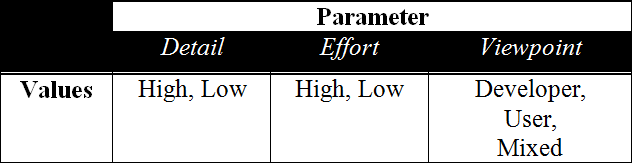 Parameter
Detail Effort Viewpoint
Values High, Low High, Low Developer,
User,
Mixed